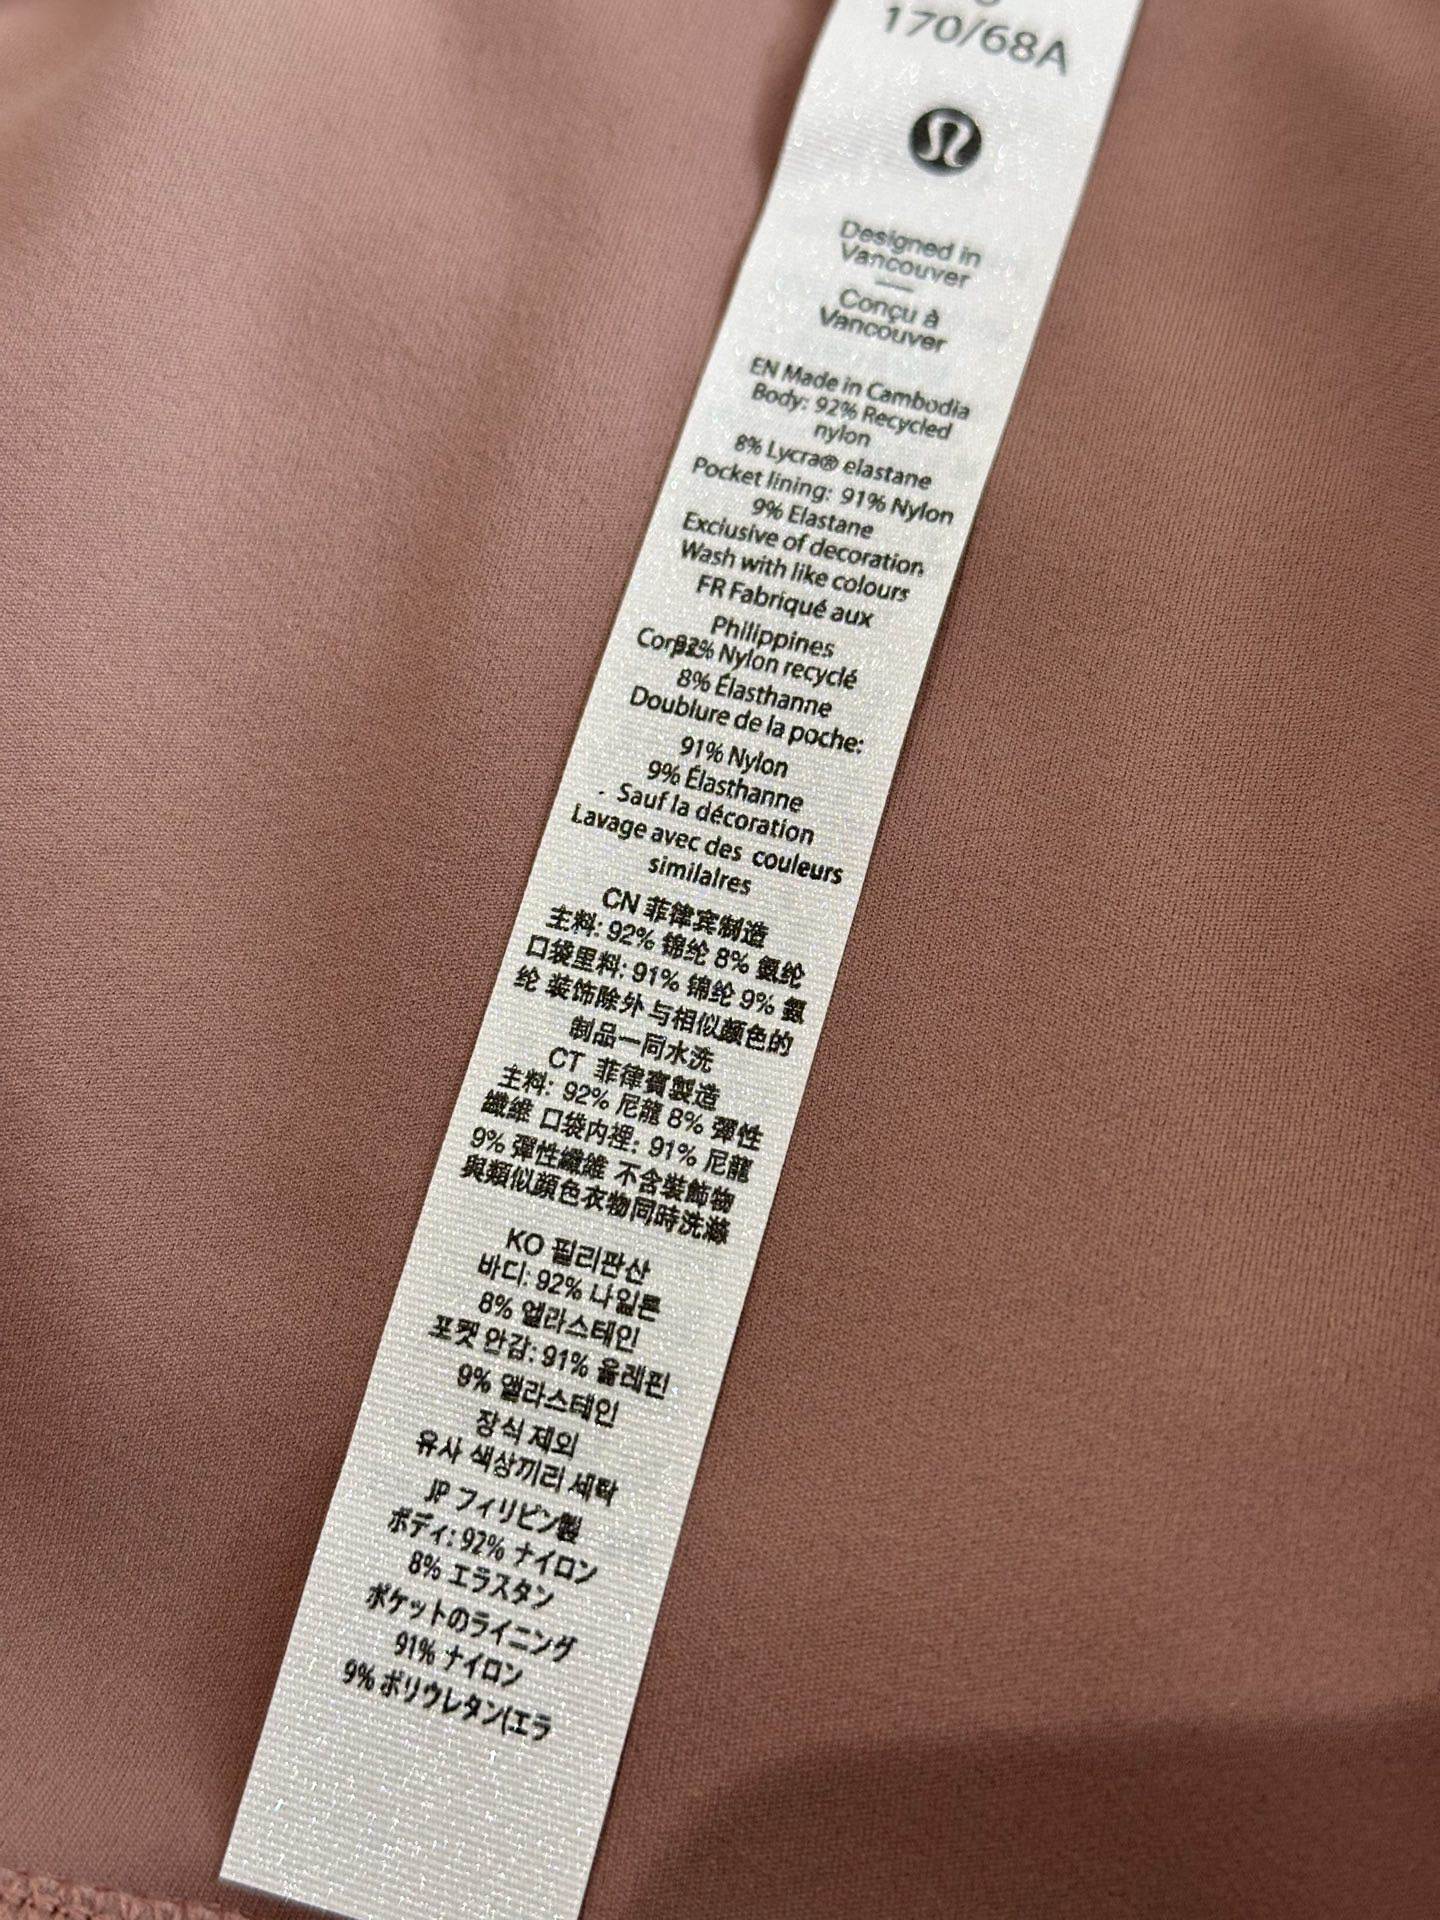 170/68A
Designed in
Vancouver
—
Conçu à
Vancouver
EN Made in Cambodia
Body: 92% Recycled
nylon
8% Lycra® elastane
Pocket lining: 91% Nylon
9% Elastane
Exclusive of decoration
Wash with like colours
FR Fabriqué aux
Philippines
Corps: 92% Nylon recyclé
8% Élasthanne
Doublure de la poche:
91% Nylon
9% Élasthanne
Sauf la décoration
Lavage avec des couleurs
similaires
CN 菲律宾制造
主料: 92% 锦纶 8% 氨纶
口袋里料: 91% 锦纶 9% 氨
纶 装饰除外 与相似颜色的
制品一同水洗
CT 菲律賓製造
主料: 92% 尼龍 8% 彈性
纖維 口袋内裡: 91% 尼龍
9% 彈性纖維 不含裝飾物
與類似顏色衣物同時洗滌
KO 필리판산
바디: 92% 나일론
8% 엘라스테인
포켓 안감: 91% 올레핀
9% 앨라스테인
장식 제외
유사 색상끼리 세탁
JP フィリピン製
ボディ: 92% ナイロン
8% エラスタン
ポケットのライニング
91% ナイロン
9% ポリウレタン(エラ